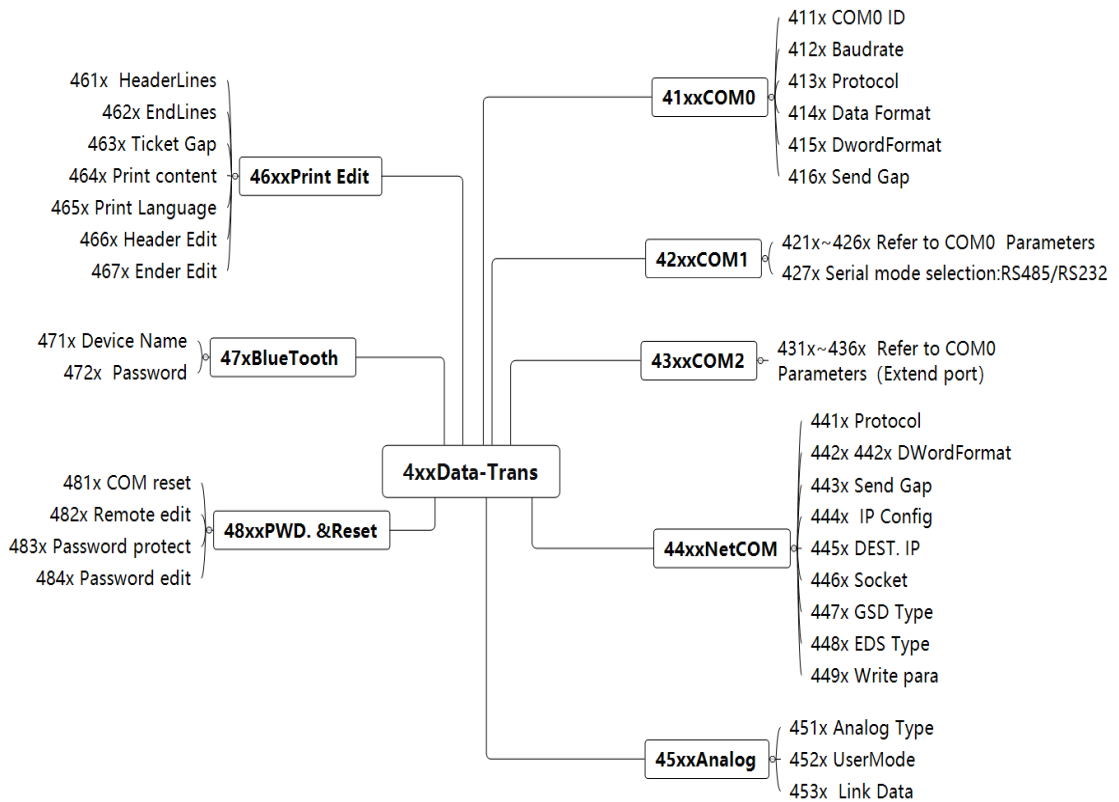 4xxData-Trans
41xxCOM0
411x COM0 ID
412x Baudrate
413x Protocol
414x Data Format
415x DwordFormat
416x Send Gap
42xxCOM1
421x~426x Refer to COM0  Parameters
427x Serial mode selection:RS485/RS232
43xxCOM2
431x~436x  Refer to COM0
Parameters  (Extend port)
44xxNetCOM
441x Protocol
442x 442x DWordFormat
443x Send Gap
444x  IP Config
445x DEST. IP
446x Socket
447x GSD Type
448x EDS Type
449x Write para
45xxAnalog
451x Analog Type
452x UserMode
453x  Link Data
46xxPrint Edit
461x  HeaderLines
462x EndLines
463x Ticket Gap
464x Print content
465x Print Language
466x Header Edit
467x Ender Edit
47xBlueTooth
471x Device Name
472x  Password
48xxPWD. &Reset
481x COM reset
482x Remote edit
483x Password protect
484x Password edit